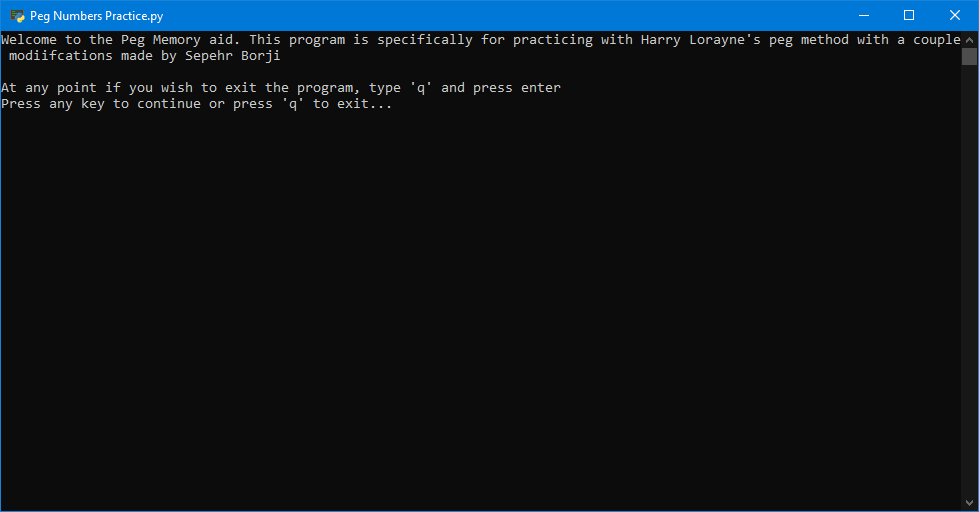 Peg Numbers Practice.py
Welcome to the Peg Memory aid. This program is specifically for practicing with Harry Lorayne's peg method with a couple
modiifcations made by Sepehr Borji
At any point if you wish to exit the program, type 'q' and press enter
Press any key to continue or press 'q' to exit...